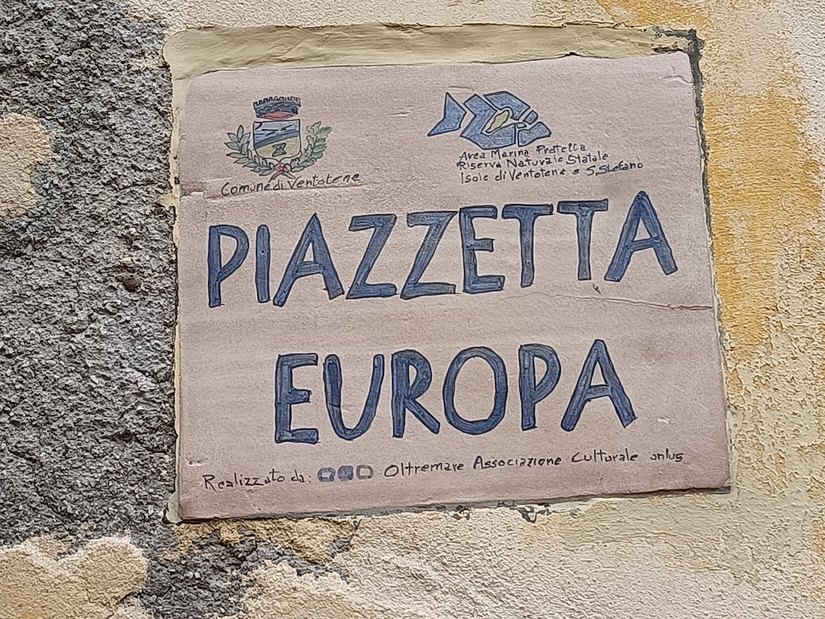 Comune di Ventotene
Area Marina Protetta
Riserva Naturale Statale
Isole di Ventotene e S. Stefano
PIAZZETTA
EUROPA
Realizzato da: Oltremare Associazione Culturale onlus